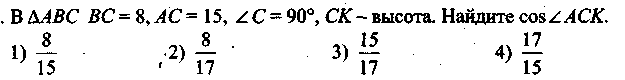 . В ΔABC BC = 8, AC = 15, ∠C = 90°, CK – высота. Найдите cos∠ACK.
1) 8/15 2) 8/17 3) 15/17 4) 17/15